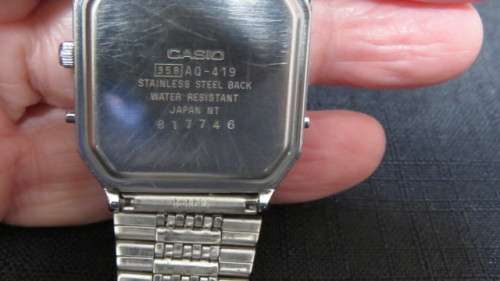 CASIO
358 AQ-419
STAINLESS STEEL BACK
WATER RESISTANT
JAPAN NT
817746